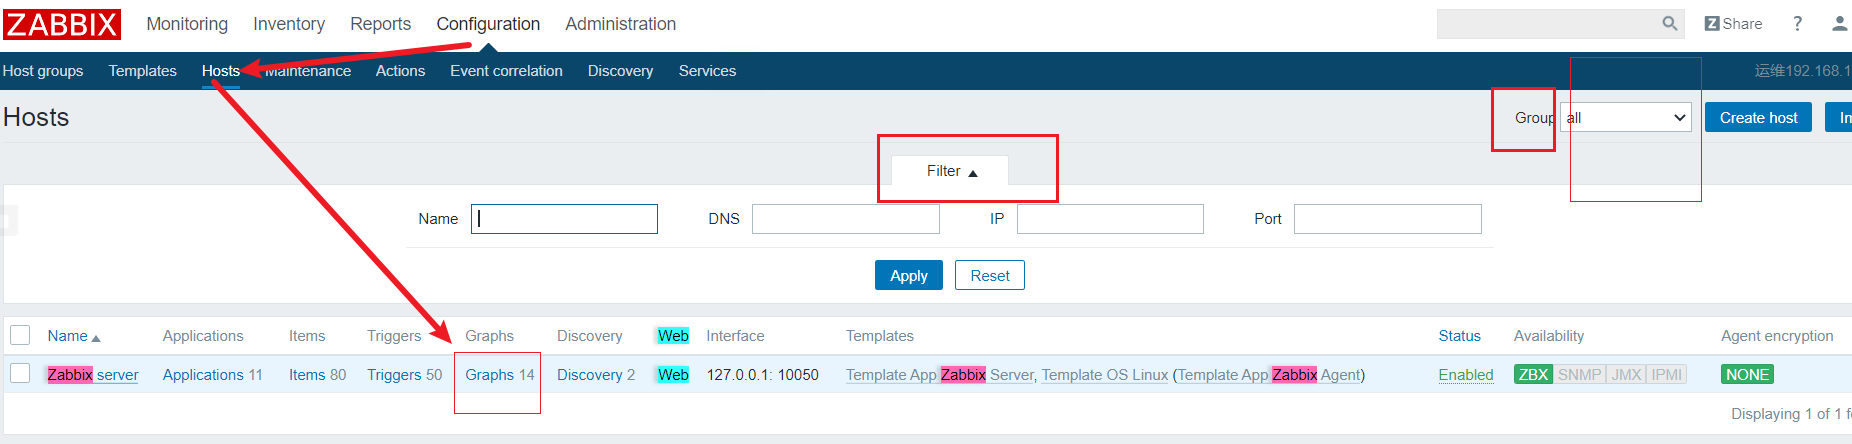 ZABBIX Monitoring Inventory Reports Configuration Administration Share ?
Host groups Templates Hosts Maintenance Actions Event correlation Discovery Services 运维192.168.1
Hosts Group all Create host
Filter
Name DNS IP Port
Apply Reset
Name Applications Items Triggers Graphs Discovery Web Interface Templates Status Availability Agent encryption
Zabbix server Applications 11 Items 80 Triggers 50 Graphs 14 Discovery 2 Web 127.0.0.1: 10050 Template App Zabbix Server, Template OS Linux (Template App Zabbix Agent) Enabled ZBX SNMP JMX IPMI NONE
Displaying 1 of 1 f